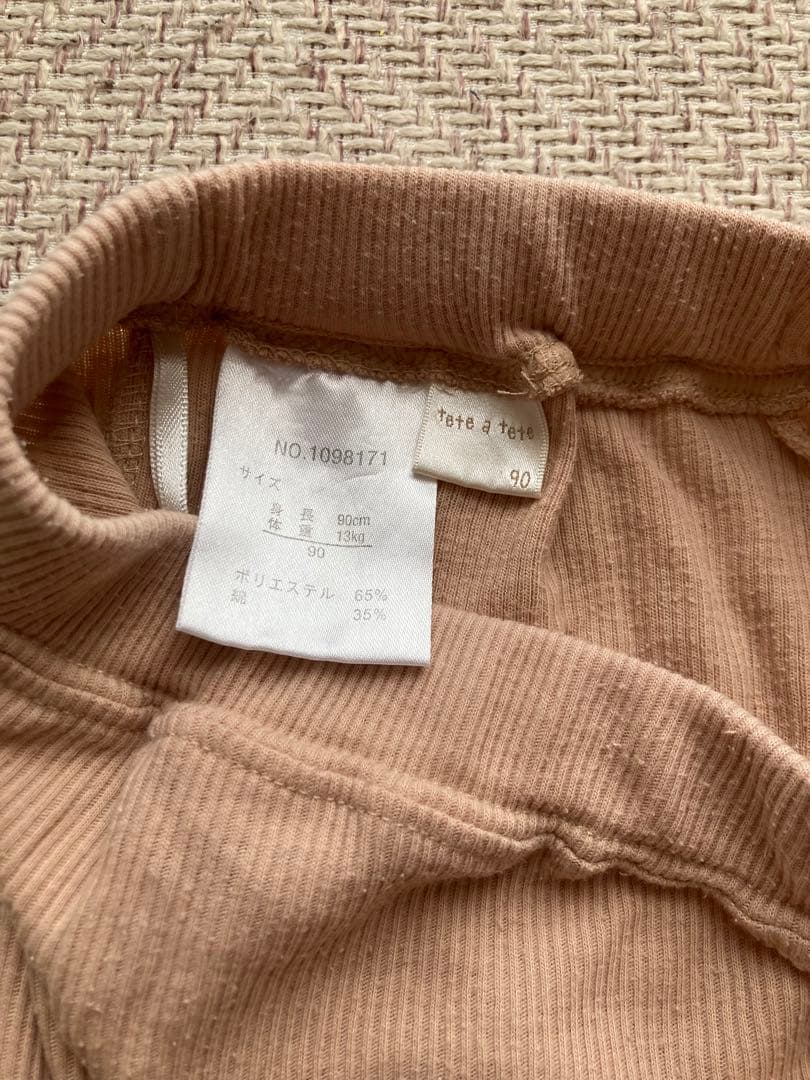 NO.1098171
サイズ
身 長 90cm
体 重 13kg
90
ポリエステル 65%
綿 35%
tete a tete
90